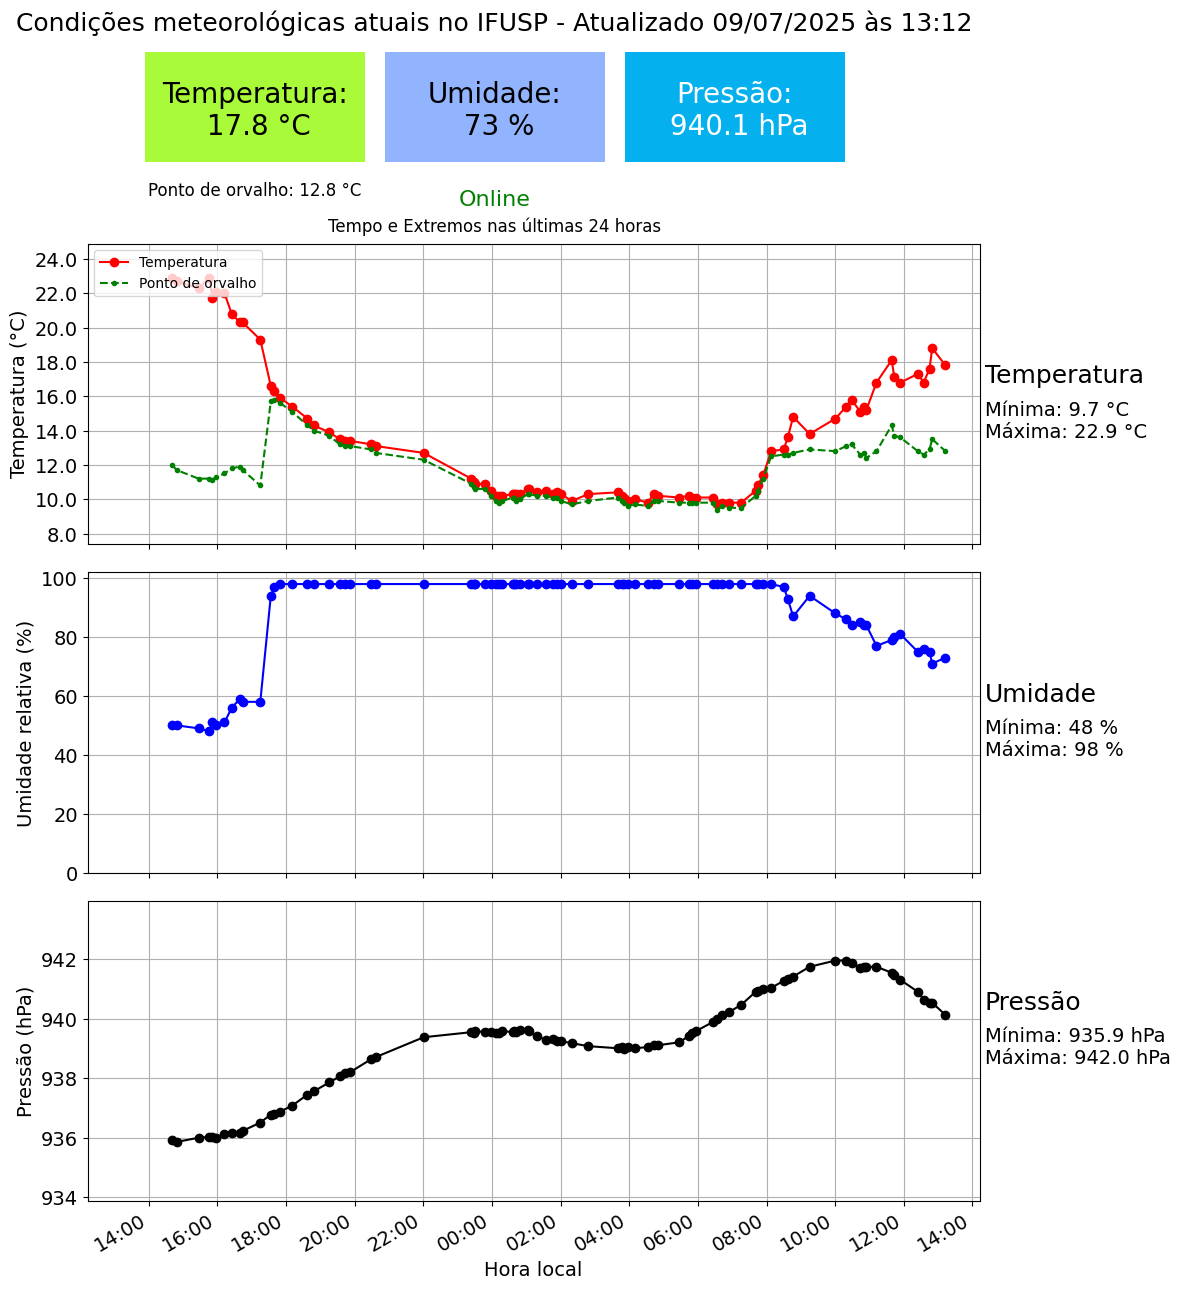 Condições meteorológicas atuais no IFUSP - Atualizado 09/07/2025 às 13:12
Temperatura:
17.8 °C
Umidade:
73 %
Pressão:
940.1 hPa
Ponto de orvalho: 12.8 °C
Online
Tempo e Extremos nas últimas 24 horas
Temperatura (°C)
24.0
22.0
20.0
18.0
16.0
14.0
12.0
10.0
8.0
Temperatura
Ponto de orvalho
Temperatura
Mínima: 9.7 °C
Máxima: 22.9 °C
Umidade relativa (%)
100
80
60
40
20
0
Umidade
Mínima: 48 %
Máxima: 98 %
Pressão (hPa)
942
940
938
936
934
Pressão
Mínima: 935.9 hPa
Máxima: 942.0 hPa
14:00
16:00
18:00
20:00
22:00
00:00
02:00
04:00
06:00
08:00
10:00
12:00
14:00
Hora local